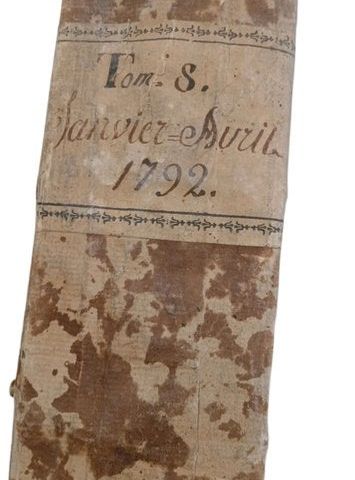 Tom. 8.
Janvier=Avril.
1792.